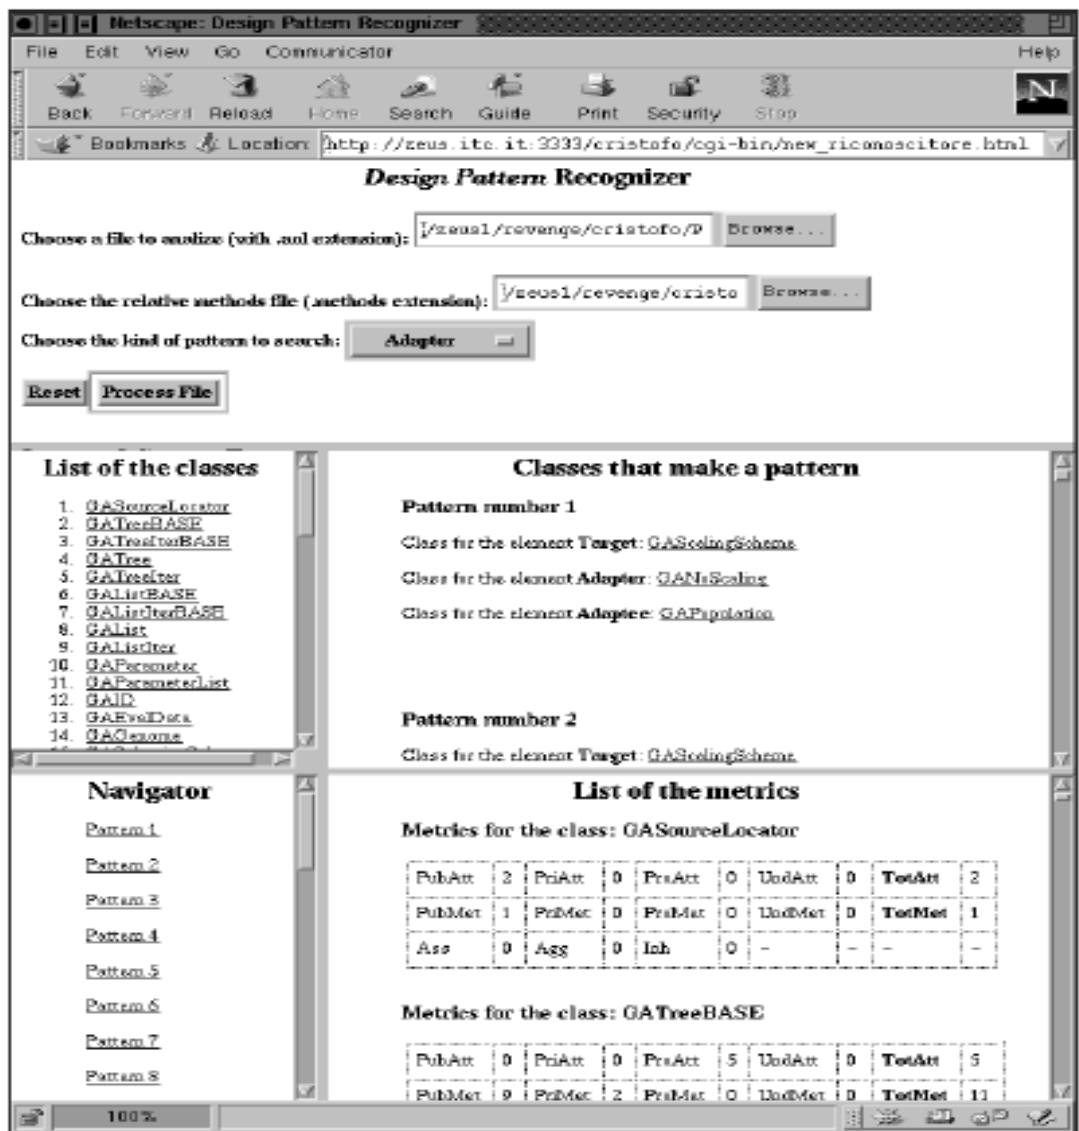 Netscape: Design Pattern Recognizer
File Edit View Go Communicator Help
Back Forward Reload Home Search Guide Print Security Stop
N
Bookmarks Location: http://zeus.itc.it:3333/cristofo/cgi-bin/new_riconoscitore.html
Design Pattern Recognizer
Choose a file to analize (with .aol extension): /zeus1/revenge/cristofo/P Browse...
Choose the relative methods file (.methods extension): /zeus1/revenge/cristo Browse...
Choose the kind of pattern to search: Adapter
Reset Process File
List of the classes
1. GASourceLocator
2. GATreeBASE
3. GATreeIterBASE
4. GATree
5. GATreeIter
6. GAListBASE
7. GAListIterBASE
8. GAList
9. GAListIter
10. GAParameter
11. GAParameterList
12. GAID
13. GAEvalData
14. GAGenome
Classes that make a pattern
Pattern number 1
Class for the element Target: GAScalingScheme
Class for the element Adapter: GANoScaling
Class for the element Adaptee: GAPopulation
Pattern number 2
Class for the element Target: GAScalingScheme
Navigator
Pattern 1
Pattern 2
Pattern 3
Pattern 4
Pattern 5
Pattern 6
Pattern 7
Pattern 8
List of the metrics
Metrics for the class: GASourceLocator
PubAtt 2 PriAtt 0 ProAtt 0 UndAtt 0 TotAtt 2
PubMet 1 PriMet 0 ProMet 0 UndMet 0 TotMet 1
Ass 0 Agg 0 Inh 0 - - - -
Metrics for the class: GATreeBASE
PubAtt 0 PriAtt 0 ProAtt 5 UndAtt 0 TotAtt 5
PubMet 9 PriMet 2 ProMet 0 UndMet 0 TotMet 11
100%